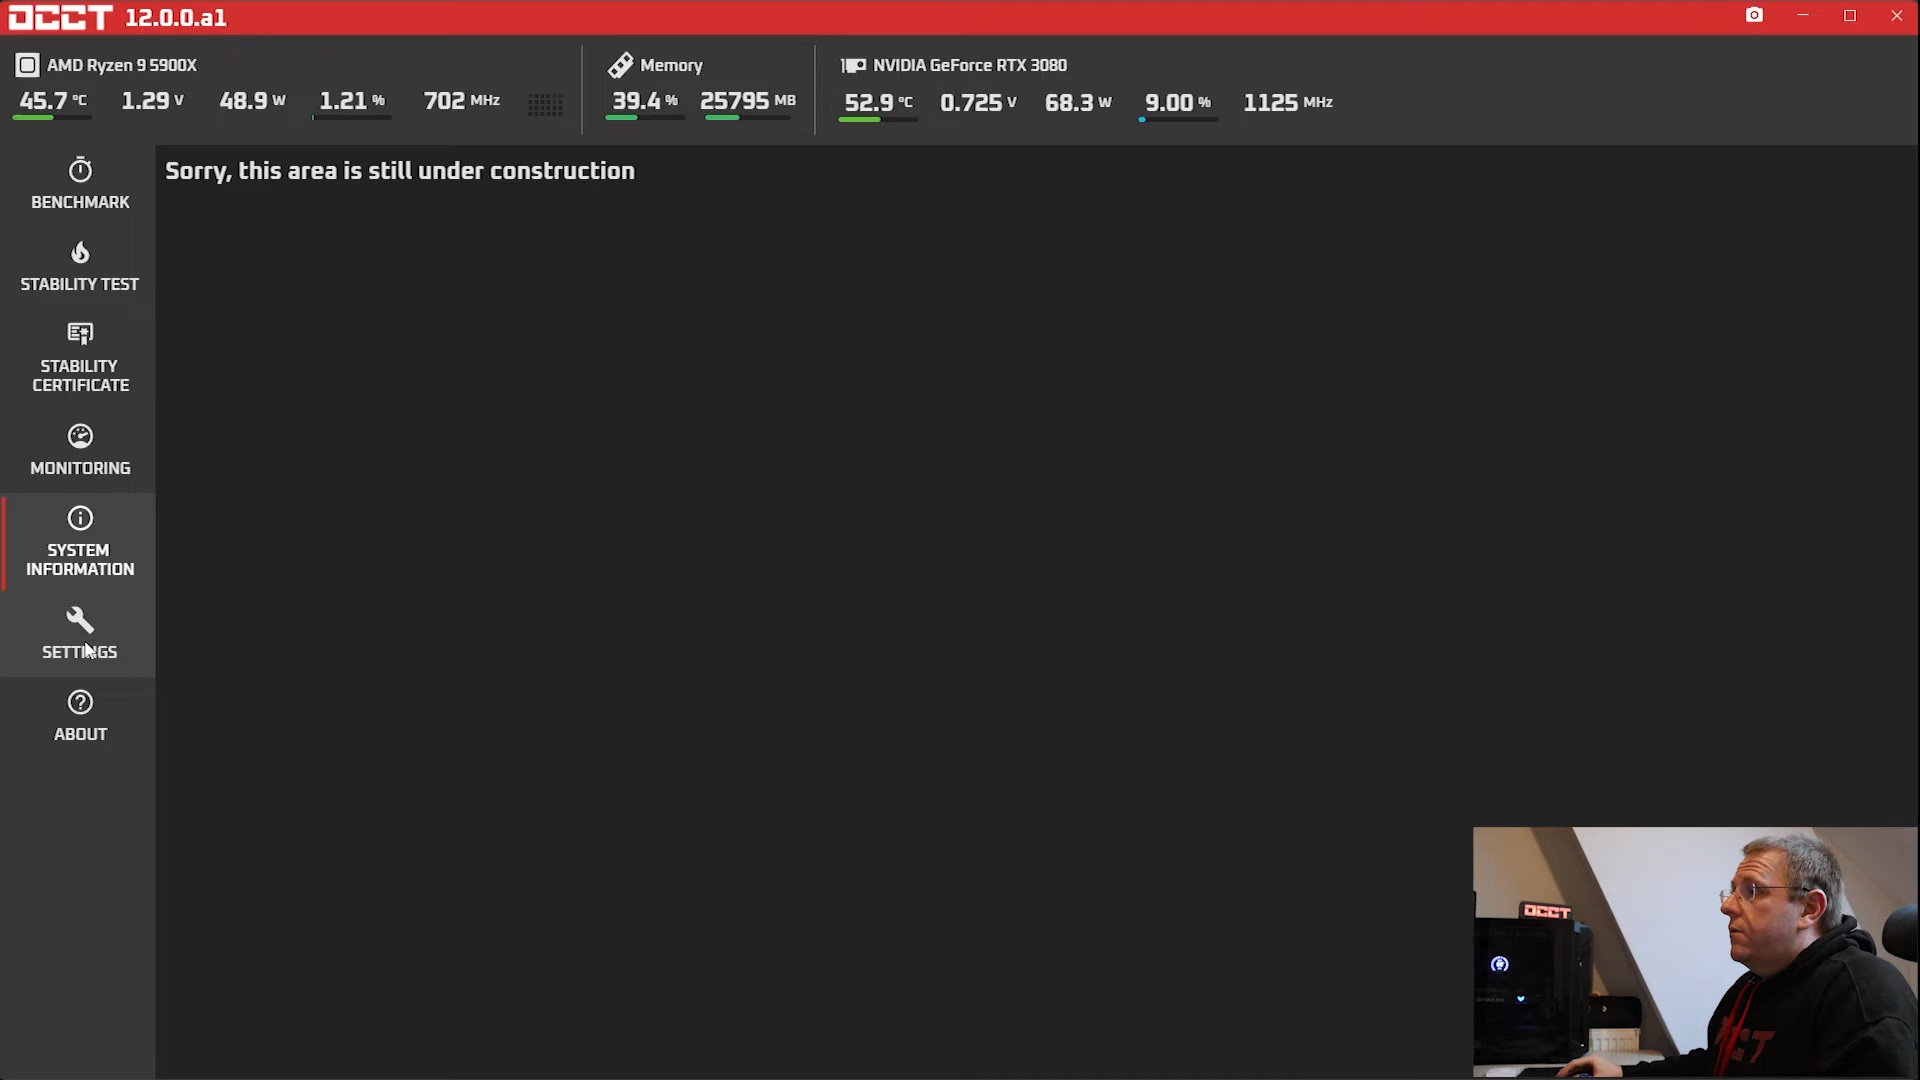 OCCT 12.0.0.a1
AMD Ryzen 9 5900X
45.7 °C 1.29 V 48.9 W 1.21 % 702 MHz
Memory
39.4 % 25795 MB
NVIDIA GeForce RTX 3080
52.9 °C 0.725 V 68.3 W 9.00 % 1125 MHz
BENCHMARK
STABILITY TEST
STABILITY
CERTIFICATE
MONITORING
SYSTEM
INFORMATION
SETTINGS
ABOUT
Sorry, this area is still under construction
OCCT